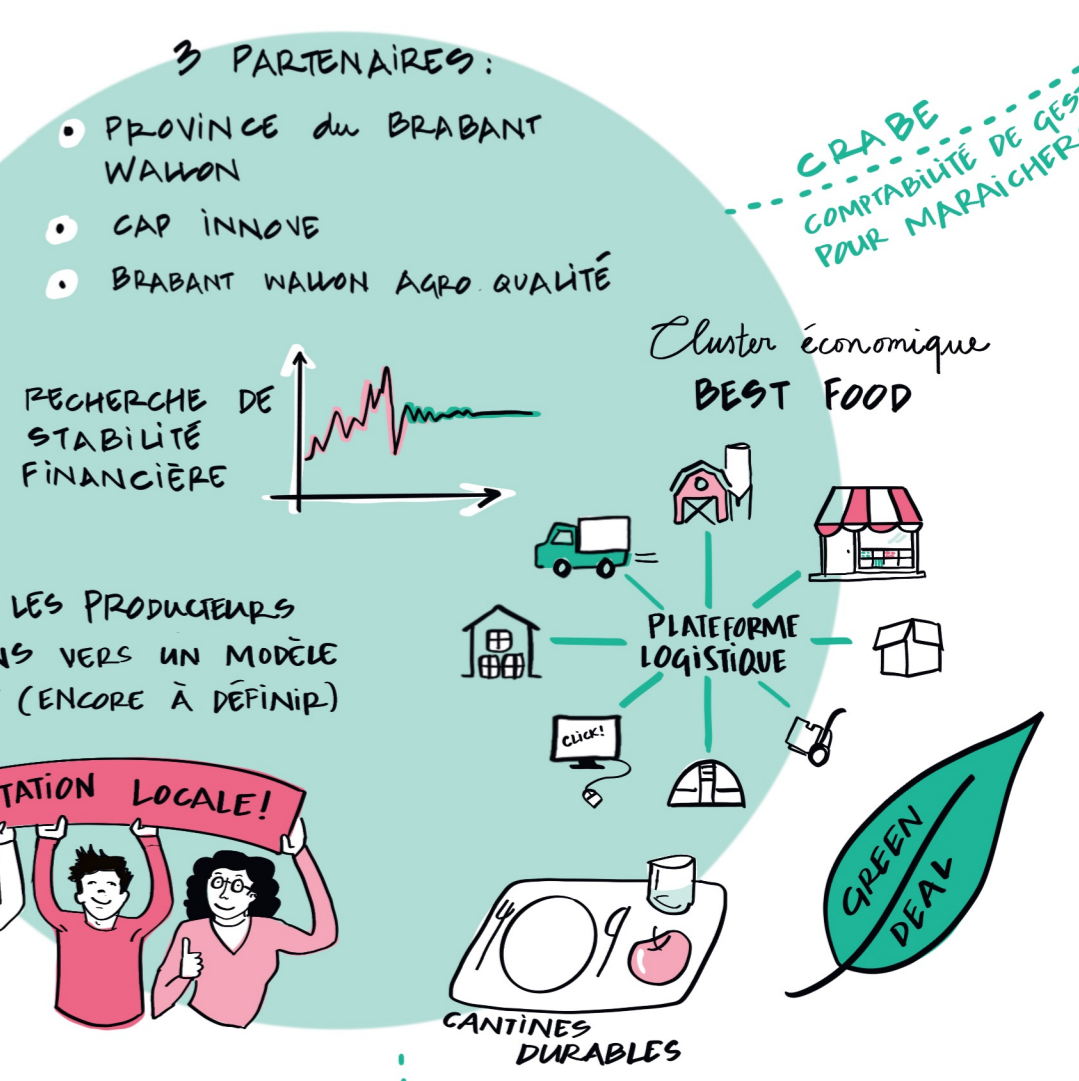 3 PARTENAIRES:
PROVINCE du BRABANT
WALLON
CAP INNOVE
BRABANT WALLON AGRO QUALITÉ
CRABE
COMPTABILITÉ DE
POUR MARAICHER
RECHERCHE DE
STABILITÉ
FINANCIÈRE
Cluster économique
BEST FOOD
PLATEFORME
LOGISTIQUE
CLICK!
LES PRODUCTEURS
VERS UN MODÈLE
(ENCORE À DÉFINIR)
TATION LOCALE!
GREEN
DEAL
CANTINES
DURABLES